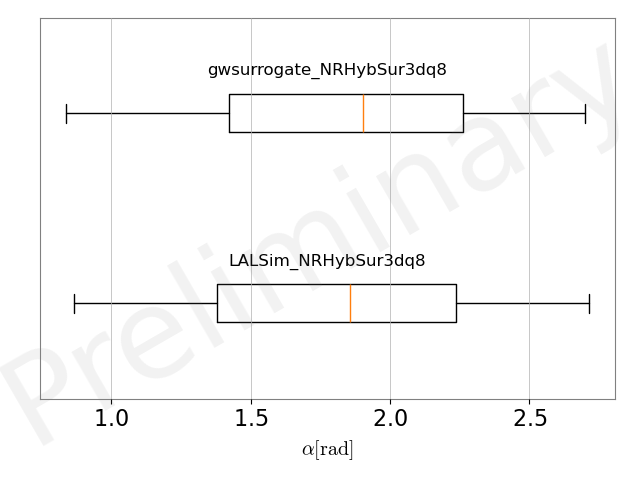 gwsurrogate_NRHybSur3dq8
LALSim_NRHybSur3dq8
Preliminary
1.0 1.5 2.0 2.5
α[rad]